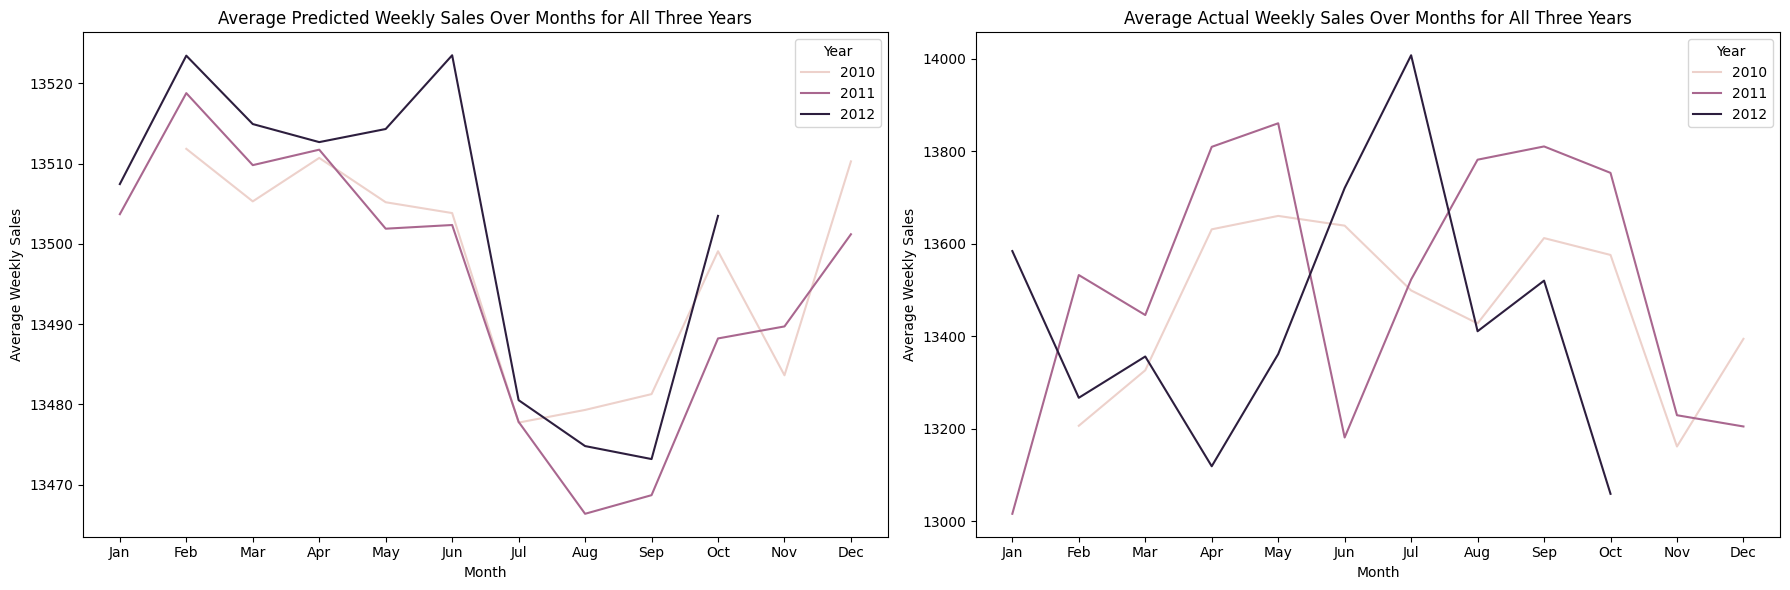 Average Predicted Weekly Sales Over Months for All Three Years
Year
2010
2011
2012
13520
13510
13500
13490
13480
13470
Average Weekly Sales
Jan Feb Mar Apr May Jun Jul Aug Sep Oct Nov Dec
Month
Average Actual Weekly Sales Over Months for All Three Years
Year
2010
2011
2012
14000
13800
13600
13400
13200
13000
Average Weekly Sales
Jan Feb Mar Apr May Jun Jul Aug Sep Oct Nov Dec
Month